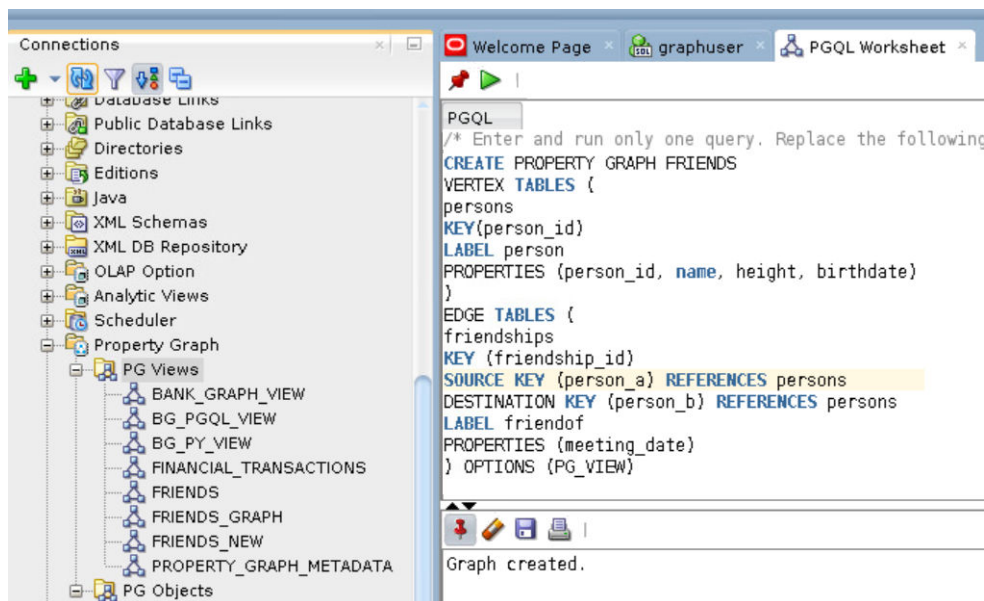 Connections
Database Links
Public Database Links
Directories
Editions
Java
XML Schemas
XML DB Repository
OLAP Option
Analytic Views
Scheduler
Property Graph
PG Views
BANK_GRAPH_VIEW
BG_PGQL_VIEW
BG_PY_VIEW
FINANCIAL_TRANSACTIONS
FRIENDS
FRIENDS_GRAPH
FRIENDS_NEW
PROPERTY_GRAPH_METADATA
PG Objects
Welcome Page
graphuser
PGQL Worksheet
PGQL
/* Enter and run only one query. Replace the following
CREATE PROPERTY GRAPH FRIENDS
VERTEX TABLES (
persons
KEY(person_id)
LABEL person
PROPERTIES (person_id, name, height, birthdate)
)
EDGE TABLES (
friendships
KEY (friendship_id)
SOURCE KEY (person_a) REFERENCES persons
DESTINATION KEY (person_b) REFERENCES persons
LABEL friendof
PROPERTIES (meeting_date)
) OPTIONS (PG_VIEW)
Graph created.